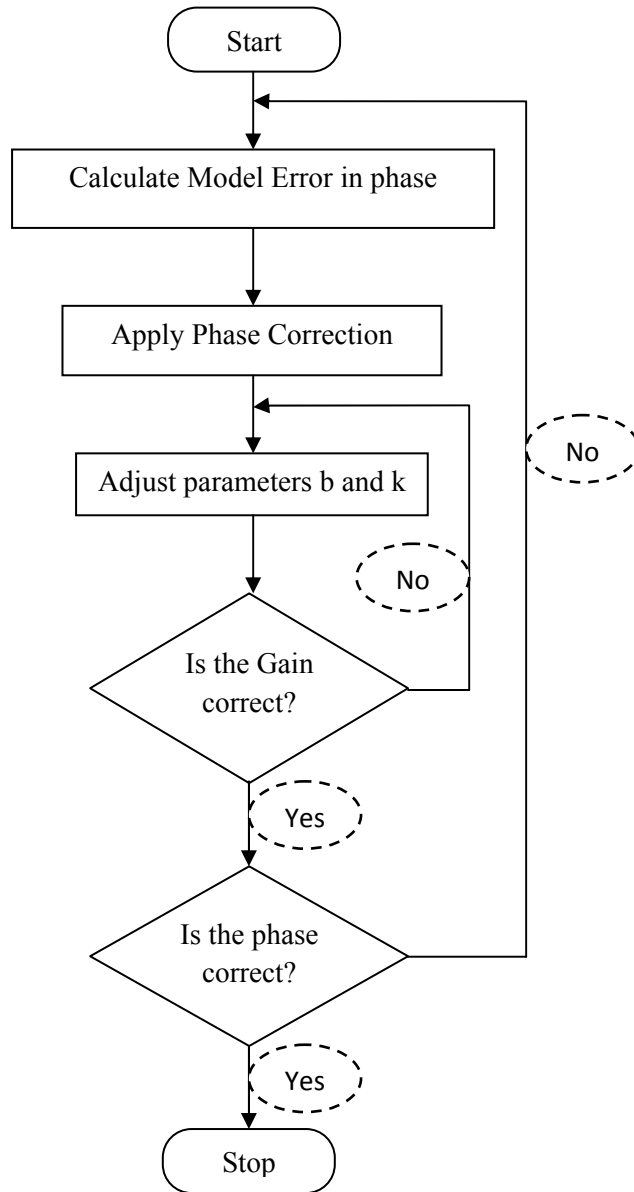 Start
Calculate Model Error in phase
Apply Phase Correction
No
Adjust parameters b and k
No
Is the Gain
correct?
Yes
Is the phase
correct?
Yes
Stop